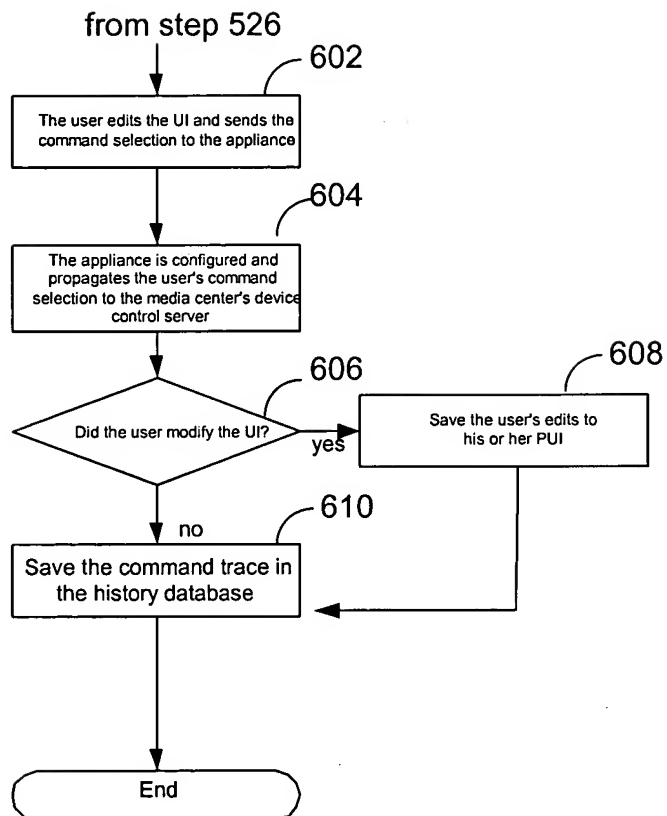 from step 526
602
The user edits the UI and sends the
command selection to the appliance
604
The appliance is configured and
propagates the user's command
selection to the media center's device
control server
606
Did the user modify the UI?
yes
608
Save the user's edits to
his or her PUI
no
610
Save the command trace in
the history database
End